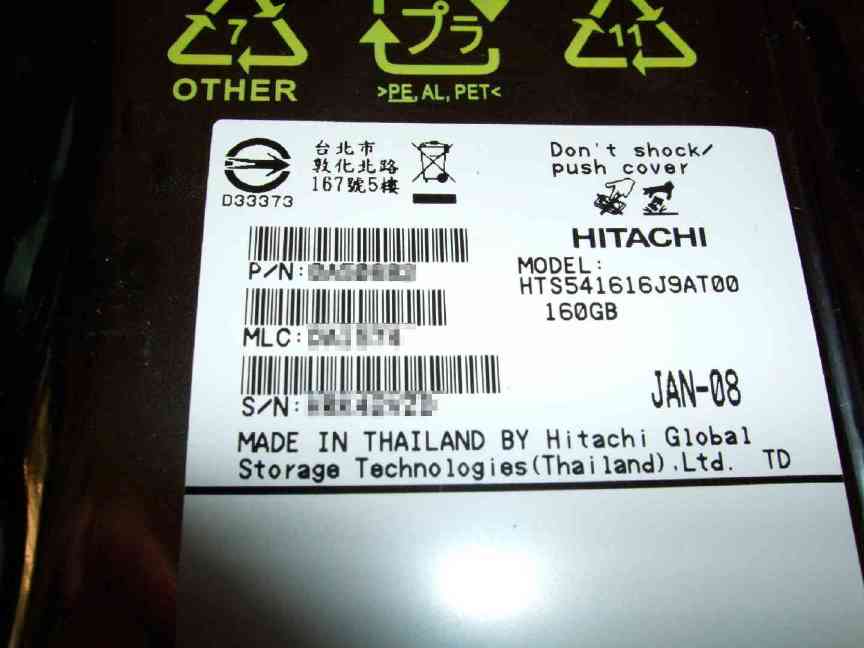 7
OTHER
プラ
>PE, AL, PET<
11
台北市
敦化北路
167號5樓
D33373
Don't shock/
push cover
HITACHI
MODEL:
HTS541616J9AT00
160GB
P/N:
MLC:
S/N:
JAN-08
MADE IN THAILAND BY Hitachi Global
Storage Technologies(Thailand),Ltd. TD